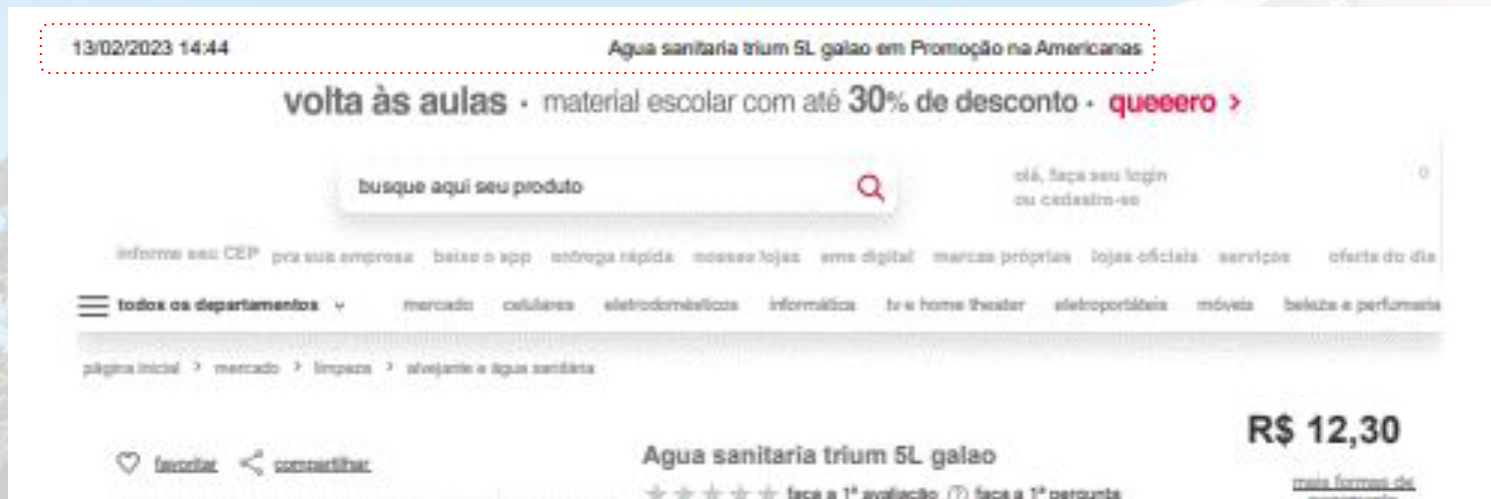 13/02/2023 14:44 Agua sanitaria trium 5L galao em Promoção na Americanas
volta às aulas · material escolar com até 30% de desconto · queeero >
busque aqui seu produto
olá, faça seu login
ou cadastre-se
0
informe seu CEP pra sua empresa baixe o app entrega rápida nossas lojas ame digital marcas próprias lojas oficiais serviços oferta do dia
todos os departamentos mercado celulares eletrodomésticos informática tv e home theater eletroportáteis móveis beleza e perfumaria
página inicial > mercado > limpeza > alvejante e água sanitária
R$ 12,30
favoritar compartilhar
Agua sanitaria trium 5L galao
mais formas de
faça a 1ª avaliação faça a 1ª pergunta